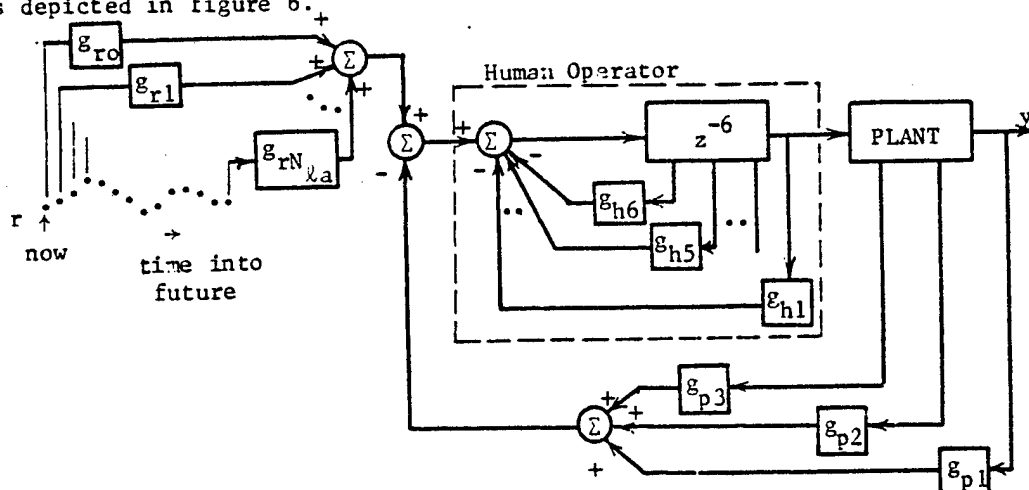 s depicted in figure 6.
+
g_ro
+
g_r1
Σ
+
g_rNℓa
+
-
Σ
Human Operator
+
Σ
-
-
z^-6
g_h6
g_h5
g_h1
PLANT
y
r
now
time into
future
+
+
+
Σ
g_p3
g_p2
g_p1